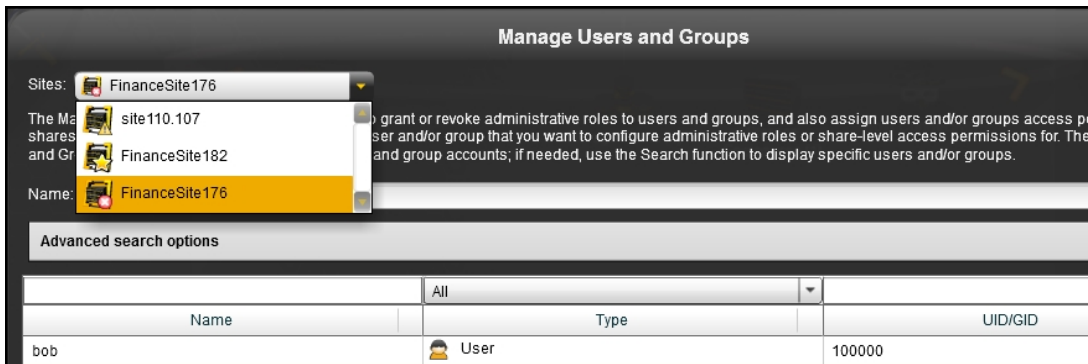 Manage Users and Groups
Sites: FinanceSite176
site110.107
FinanceSite182
FinanceSite176
The Ma grant or revoke administrative roles to users and groups, and also assign users and/or groups access
shares ser and/or group that you want to configure administrative roles or share-level access permissions for. The
and Gr and group accounts; if needed, use the Search function to display specific users and/or groups.
Name:
Advanced search options
All
Name Type UID/GID
bob User 100000